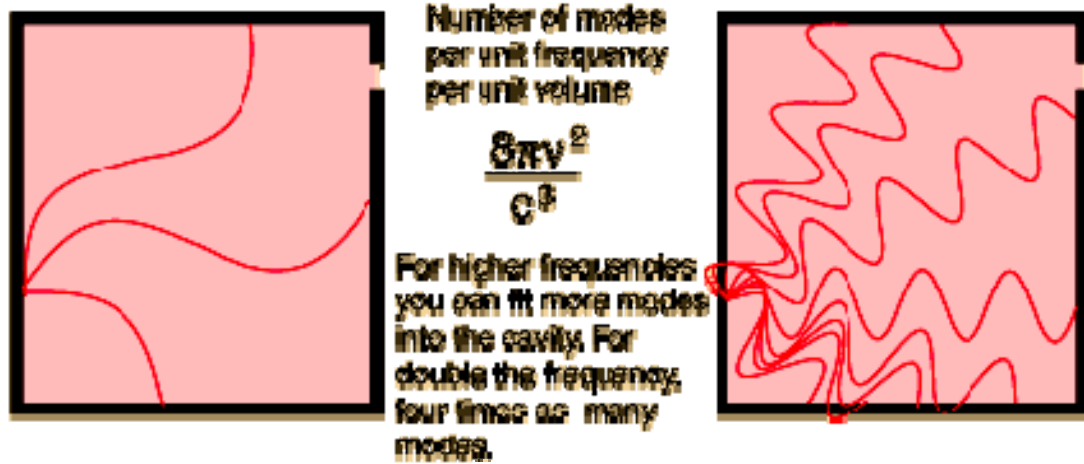 Number of modes
per unit frequency
per unit volume
8πν²
c³
For higher frequencies
you can fit more modes
into the cavity. For
double the frequency,
four times as many
modes.